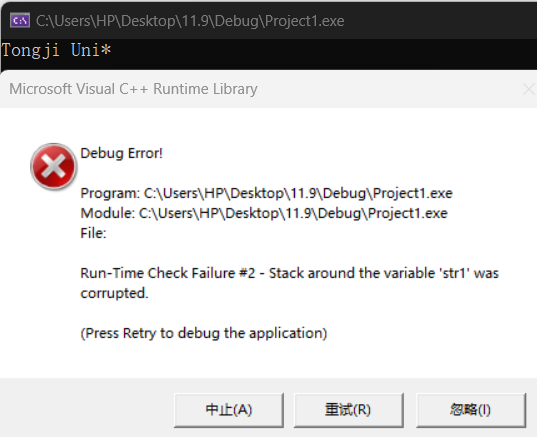 C:\Users\HP\Desktop\11.9\Debug\Project1.exe
Tongji Uni*
Microsoft Visual C++ Runtime Library
Debug Error!
Program: C:\Users\HP\Desktop\11.9\Debug\Project1.exe
Module: C:\Users\HP\Desktop\11.9\Debug\Project1.exe
File:
Run-Time Check Failure #2 - Stack around the variable 'str1' was
corrupted.
(Press Retry to debug the application)
中止(A) 重试(R) 忽略(I)